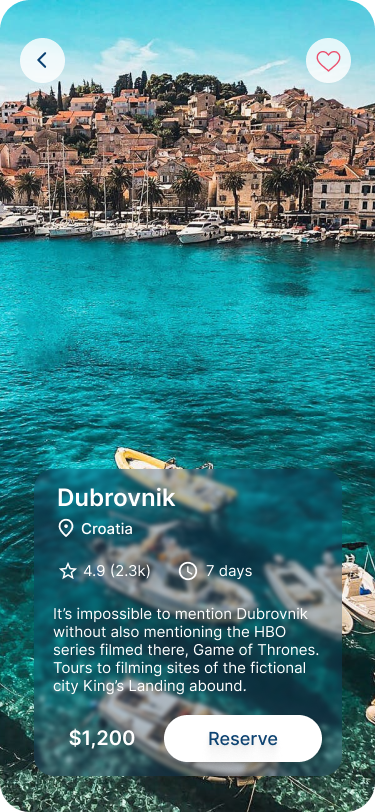 Dubrovnik
Croatia
4.9 (2.3k) 7 days
It’s impossible to mention Dubrovnik
without also mentioning the HBO
series filmed there, Game of Thrones.
Tours to filming sites of the fictional
city King’s Landing abound.
$1,200 Reserve